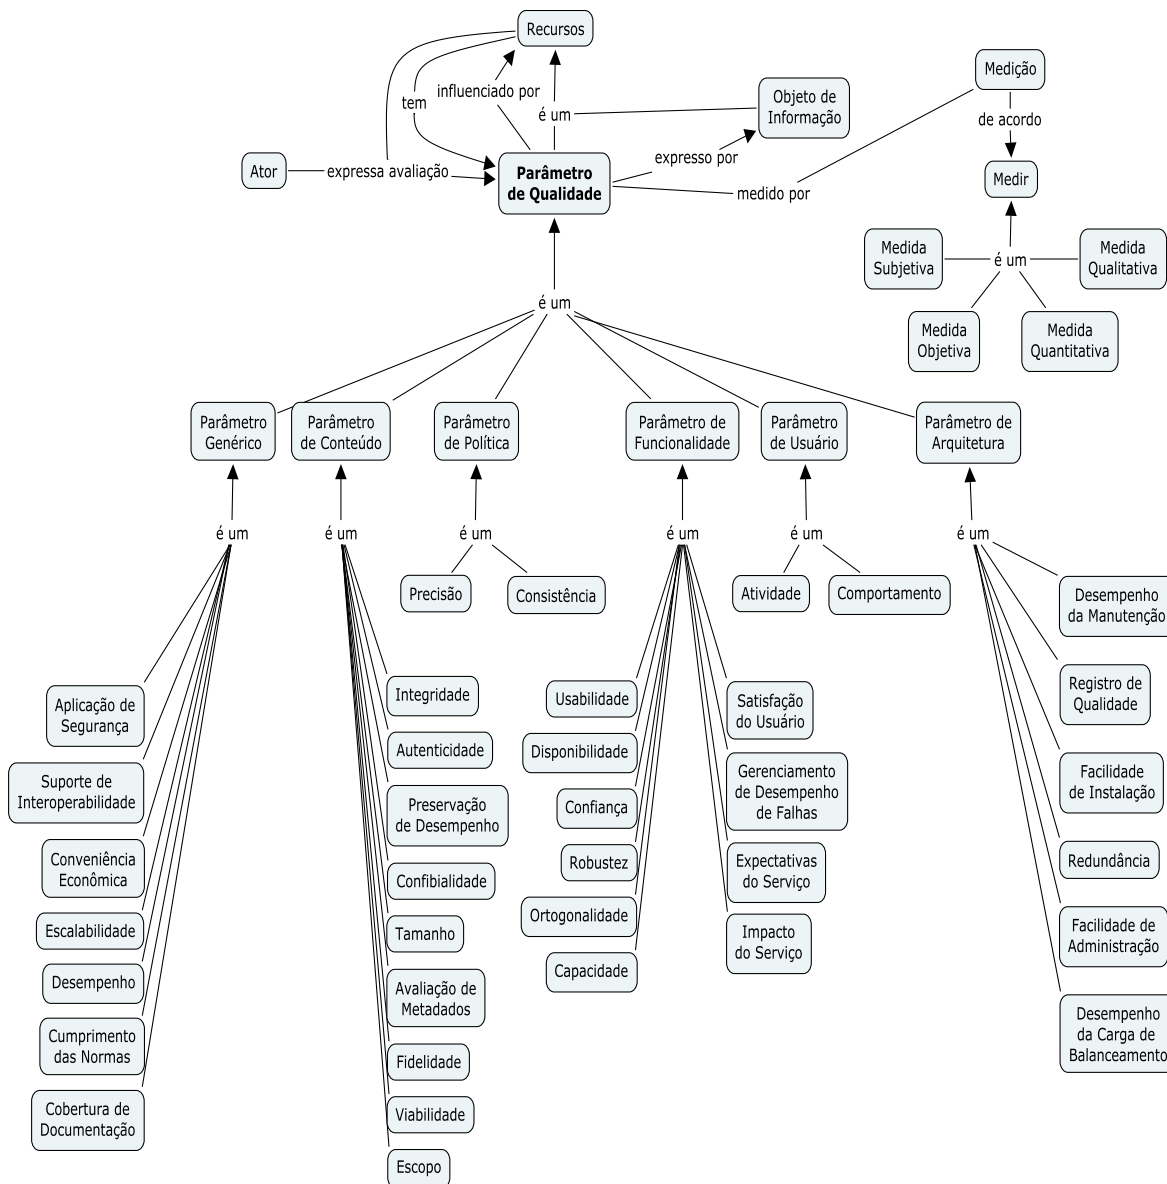 Recursos
Medição
influenciado por
tem
é um
Objeto de
Informação
de acordo
Ator
expressa avaliação
Parâmetro
de Qualidade
expresso por
medido por
Medir
Medida
Subjetiva
é um
Medida
Qualitativa
Medida
Objetiva
Medida
Quantitativa
é um
Parâmetro
Genérico
Parâmetro
de Conteúdo
Parâmetro
de Política
Parâmetro de
Funcionalidade
Parâmetro
de Usuário
Parâmetro de
Arquitetura
é um
é um
é um
é um
é um
é um
Aplicação de
Segurança
Suporte de
Interoperabilidade
Conveniência
Econômica
Escalabilidade
Desempenho
Cumprimento
das Normas
Cobertura de
Documentação
Integridade
Autenticidade
Preservação
de Desempenho
Confibialidade
Tamanho
Avaliação de
Metadados
Fidelidade
Viabilidade
Escopo
Precisão
Consistência
Usabilidade
Disponibilidade
Confiança
Robustez
Ortogonalidade
Capacidade
Satisfação
do Usuário
Gerenciamento
de Desempenho
de Falhas
Expectativas
do Serviço
Impacto
do Serviço
Atividade
Comportamento
Desempenho
da Manutenção
Registro de
Qualidade
Facilidade
de Instalação
Redundância
Facilidade de
Administração
Desempenho
da Carga de
Balanceamento